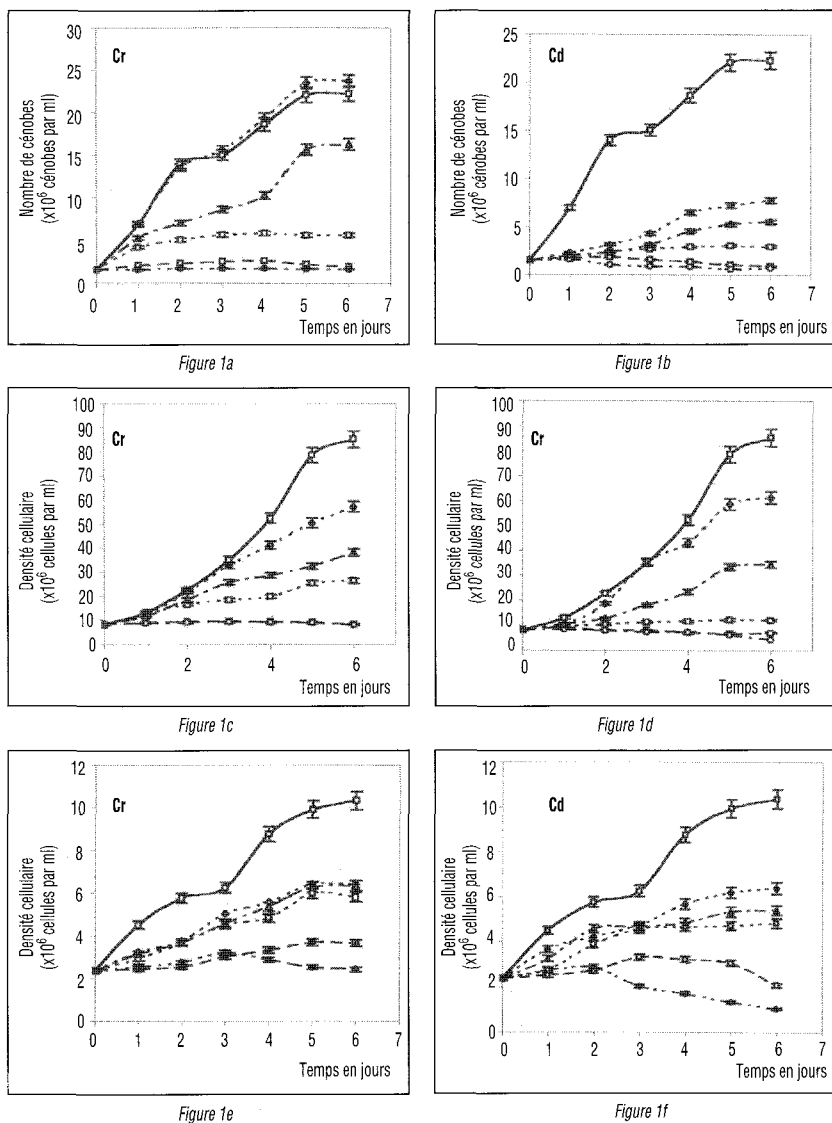 Cr
Nombre de cénobes
(x10⁶ cénobes par ml)
30
25
20
15
10
5
0
0 1 2 3 4 5 6 7
Temps en jours
Figure 1a
Cd
Nombre de cénobes
(x10⁶ cénobes par ml)
25
20
15
10
5
0
0 1 2 3 4 5 6 7
Temps en jours
Figure 1b
Cr
Densité cellulaire
(x10⁶ cellules par ml)
100
90
80
70
60
50
40
30
20
10
0
0 2 4 6
Temps en jours
Figure 1c
Cr
Densité cellulaire
(x10⁶ cellules par ml)
100
90
80
70
60
50
40
30
20
10
0
0 1 2 3 4 5 6 7
Temps en jours
Figure 1d
Cr
Densité cellulaire
(x10⁶ cellules par ml)
12
10
8
6
4
2
0
0 1 2 3 4 5 6 7
Temps en jours
Figure 1e
Cd
Densité cellulaire
(x10⁶ cellules par ml)
12
10
8
6
4
2
0
0 1 2 3 4 5 6 7
Temps en jours
Figure 1f